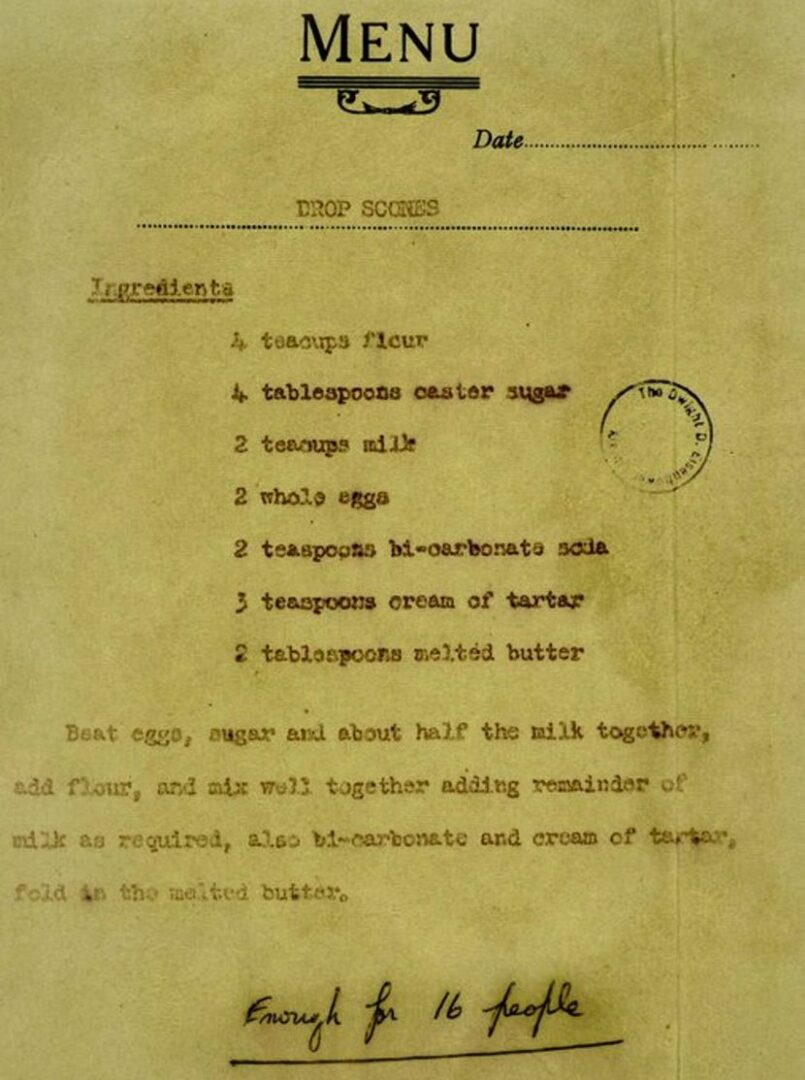 MENU
Date
DROP SCONES
Ingredients
4 teacups flour
4 tablespoons caster sugar
2 teacups milk
2 whole eggs
2 teaspoons bi-carbonate soda
3 teaspoons cream of tartar
2 tablespoons melted butter
The Dwight D.
Beat eggs, sugar and about half the milk together,
add flour, and mix well together adding remainder of
milk as required, also bi-carbonate and cream of tartar,
fold in the melted butter.
Enough for 16 people